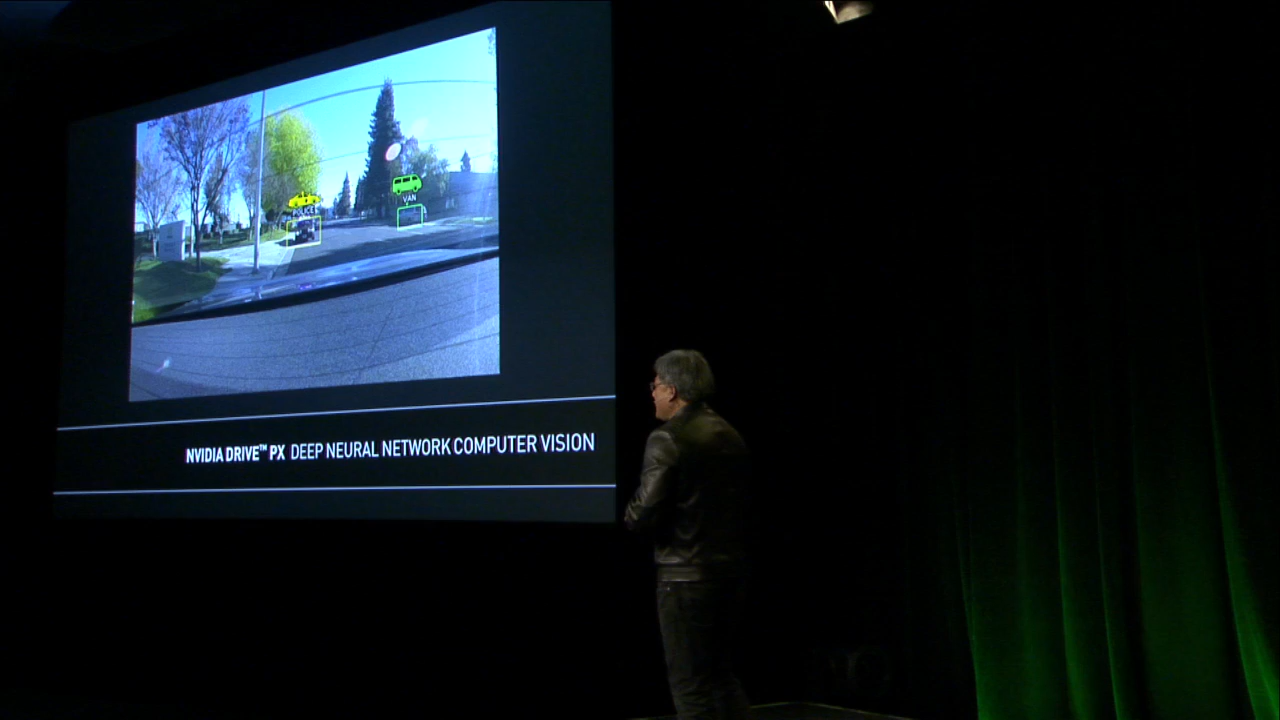 POLICE
VAN
NVIDIA DRIVE™ PX DEEP NEURAL NETWORK COMPUTER VISION